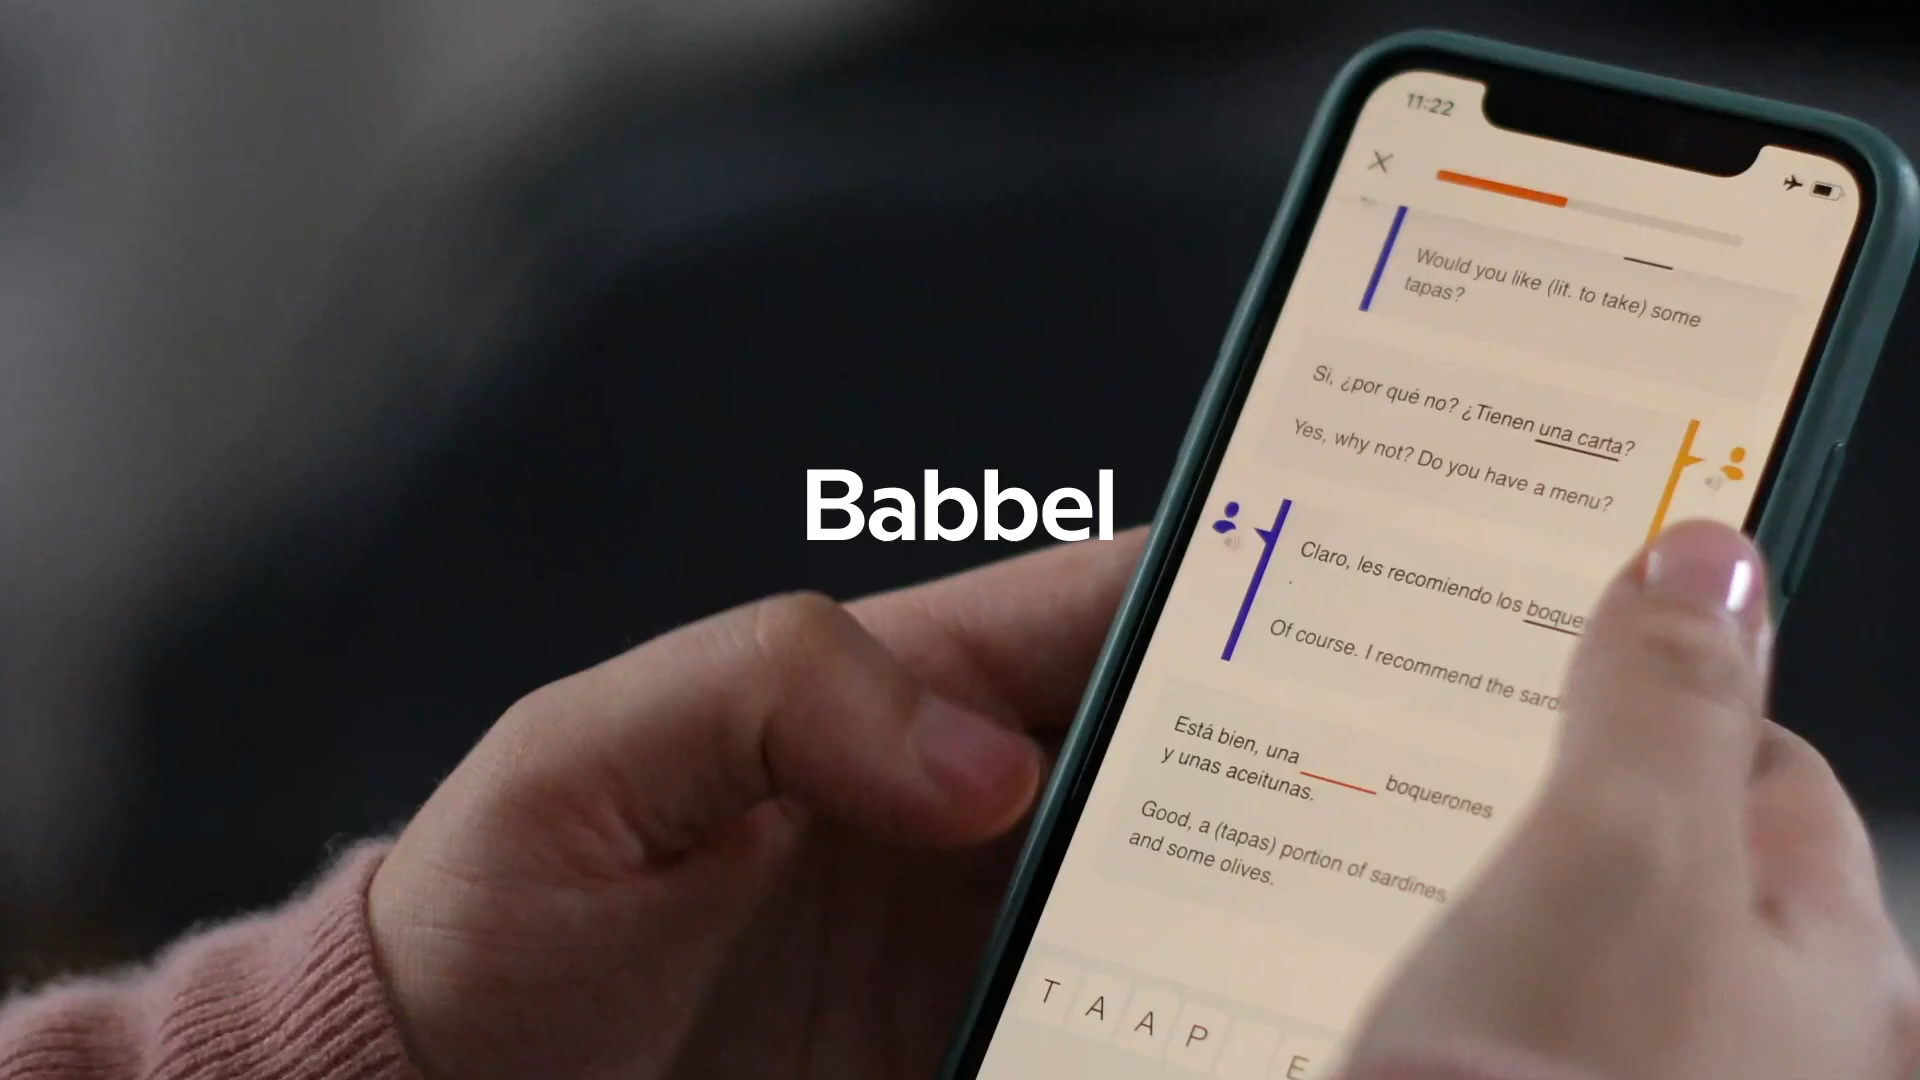 11:22
Would you like (lit. to take) some
tapas?
Si, ¿por qué no? ¿Tienen una carta?
Yes, why not? Do you have a menu?
Babbel
Claro, les recomiendo los
.
Of course. I recommend the
Está bien, una ______ boquerones
y unas aceitunas.
Good, a (tapas) portion of sardines
and some olives.
T A A P E